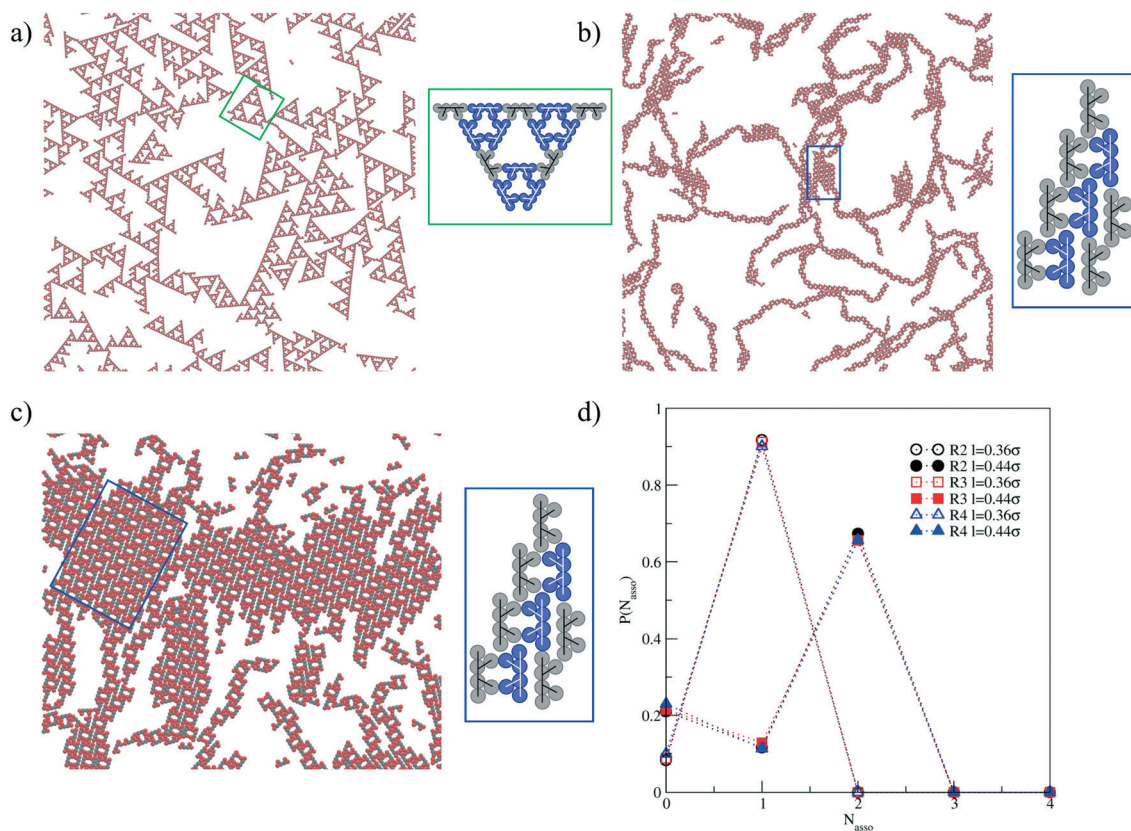 a)
b)
c)
d)
1
0.8
0.6
0.4
0.2
0
P(N_asso)
R2 l=0.36σ
R2 l=0.44σ
R3 l=0.36σ
R3 l=0.44σ
R4 l=0.36σ
R4 l=0.44σ
0 1 2 3 4
N_asso